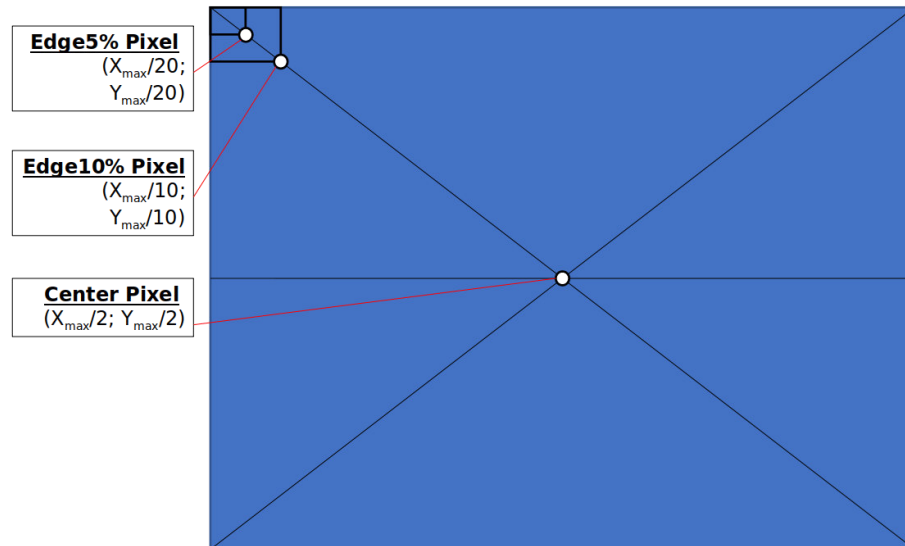 Edge5% Pixel
(Xmax/20;
Ymax/20)
Edge10% Pixel
(Xmax/10;
Ymax/10)
Center Pixel
(Xmax/2; Ymax/2)